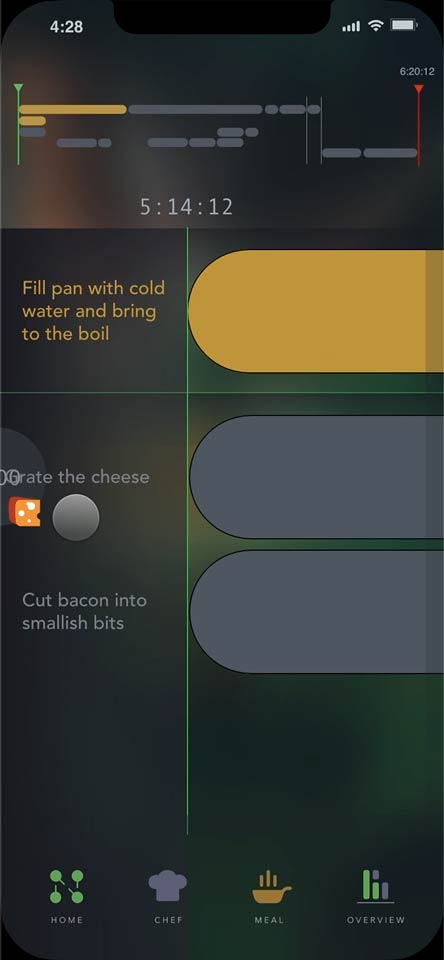 4:28
6:20:12
5:14:12
Fill pan with cold
water and bring
to the boil
Grate the cheese
Cut bacon into
smallish bits
HOME
CHEF
MEAL
OVERVIEW